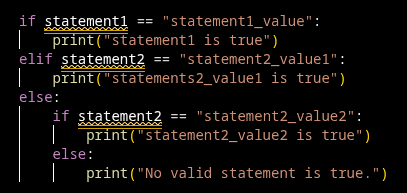 if statement1 == "statement1_value":
    print("statement1 is true")
elif statement2 == "statement2_value1":
    print("statements2_value1 is true")
else:
    if statement2 == "statement2_value2":
        print("statement2_value2 is true")
    else:
        print("No valid statement is true.")